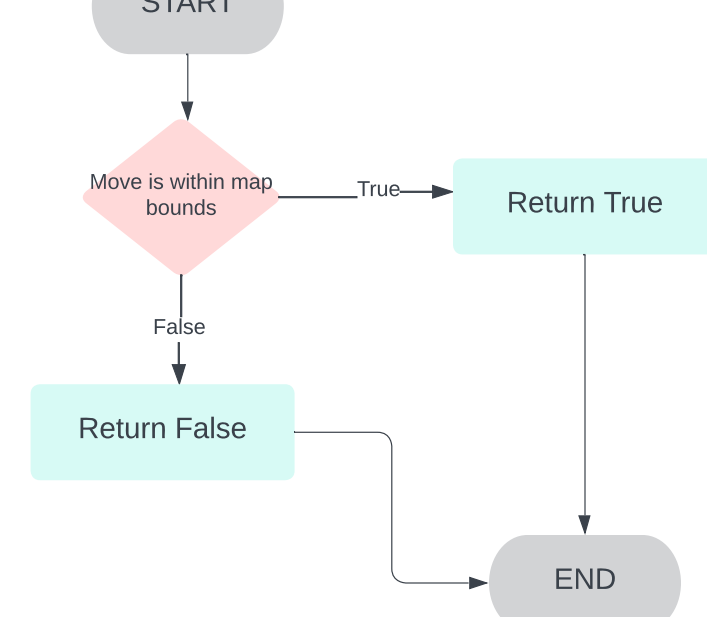 START
Move is within map
bounds
True
Return True
False
Return False
END